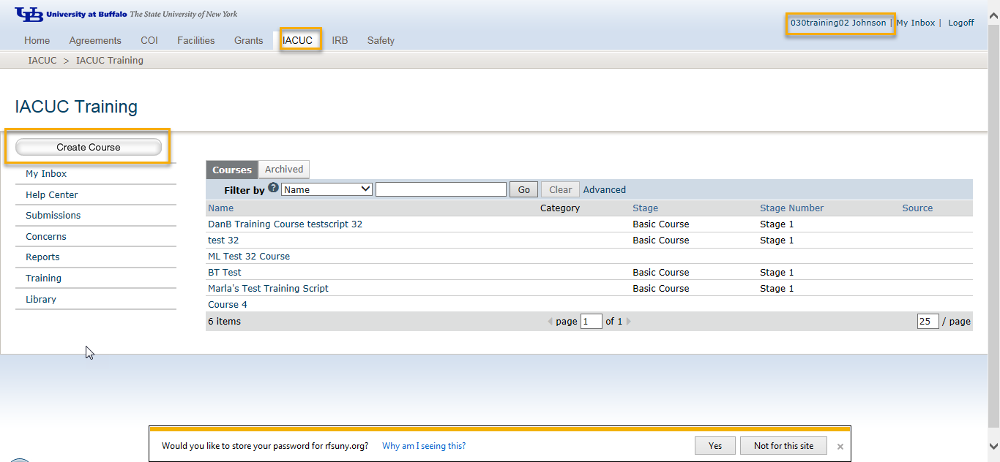 UB University at Buffalo The State University of New York
030training02 Johnson | My Inbox | Logoff
Home Agreements COI Facilities Grants IACUC IRB Safety
IACUC > IACUC Training
IACUC Training
Create Course
My Inbox
Help Center
Submissions
Concerns
Reports
Training
Library
Courses Archived
Filter by ? Name Go Clear Advanced
Name Category Stage Stage Number Source
DanB Training Course testscript 32 Basic Course Stage 1
test 32 Basic Course Stage 1
ML Test 32 Course
BT Test Basic Course Stage 1
Marla's Test Training Script Basic Course Stage 1
Course 4
6 items page 1 of 1 25 / page
Would you like to store your password for rfsuny.org? Why am I seeing this? Yes Not for this site ×